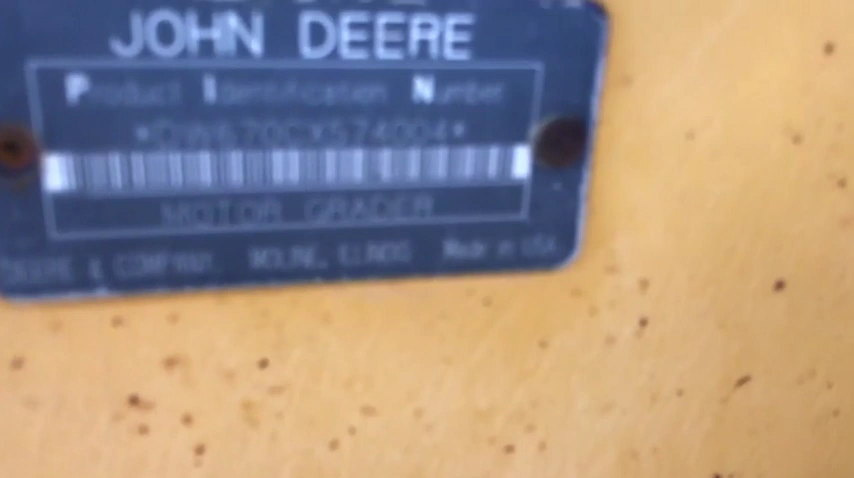 JOHN DEERE
Product Identification Number
*DW670CX574004*
MOTOR GRADER
DEERE & COMPANY MOLINE, ILLINOIS Made in USA